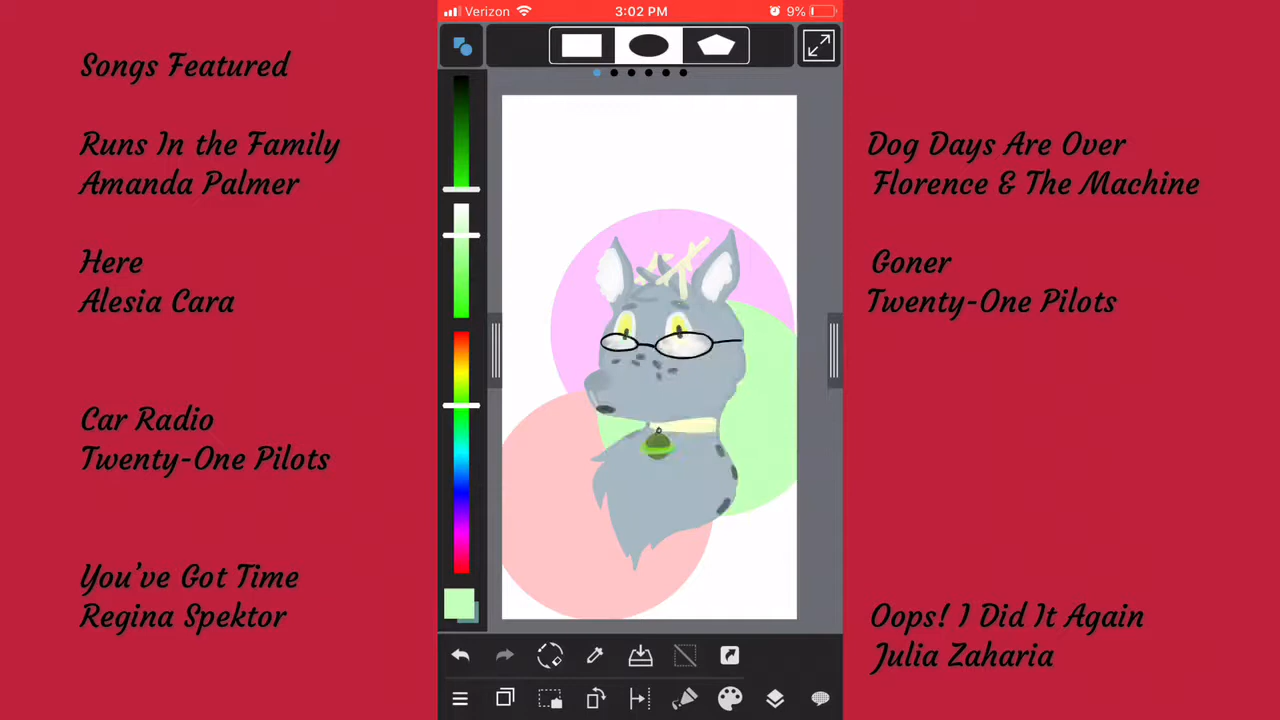 Verizon 3:02 PM 9%
Songs Featured
Runs In the Family
Amanda Palmer
Here
Alesia Cara
Car Radio
Twenty-One Pilots
You've Got Time
Regina Spektor
Dog Days Are Over
Florence & The Machine
Goner
Twenty-One Pilots
Oops! I Did It Again
Julia Zaharia